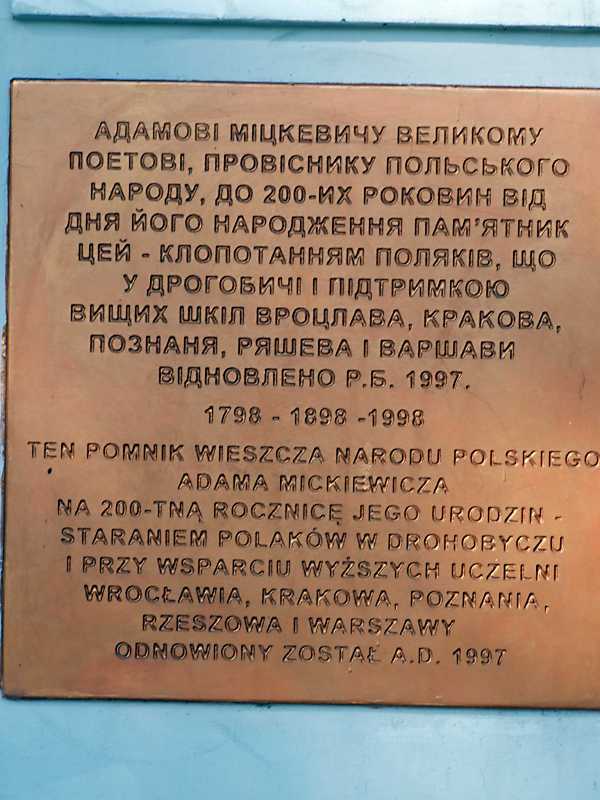 АДАМОВІ МІЦКЕВИЧУ ВЕЛИКОМУ
ПОЕТОВІ, ПРОВІСНИКУ ПОЛЬСЬКОГО
НАРОДУ, ДО 200-ИХ РОКОВИН ВІД
ДНЯ ЙОГО НАРОДЖЕННЯ ПАМ'ЯТНИК
ЦЕЙ - КЛОПОТАННЯМ ПОЛЯКІВ, ЩО
У ДРОГОБИЧІ І ПІДТРИМКОЮ
ВИЩИХ ШКІЛ ВРОЦЛАВА, КРАКОВА,
ПОЗНАНЯ, РЯШЕВА І ВАРШАВИ
ВІДНОВЛЕНО Р.Б. 1997.
1798 - 1898 -1998
TEN POMNIK WIESZCZA NARODU POLSKIEGO
ADAMA MICKIEWICZA
NA 200-TNĄ ROCZNICĘ JEGO URODZIN -
STARANIEM POLAKÓW W DROHOBYCZU
I PRZY WSPARCIU WYŻSZYCH UCZELNI
WROCŁAWIA, KRAKOWA, POZNANIA,
RZESZOWA I WARSZAWY
ODNOWIONY ZOSTAŁ A.D. 1997